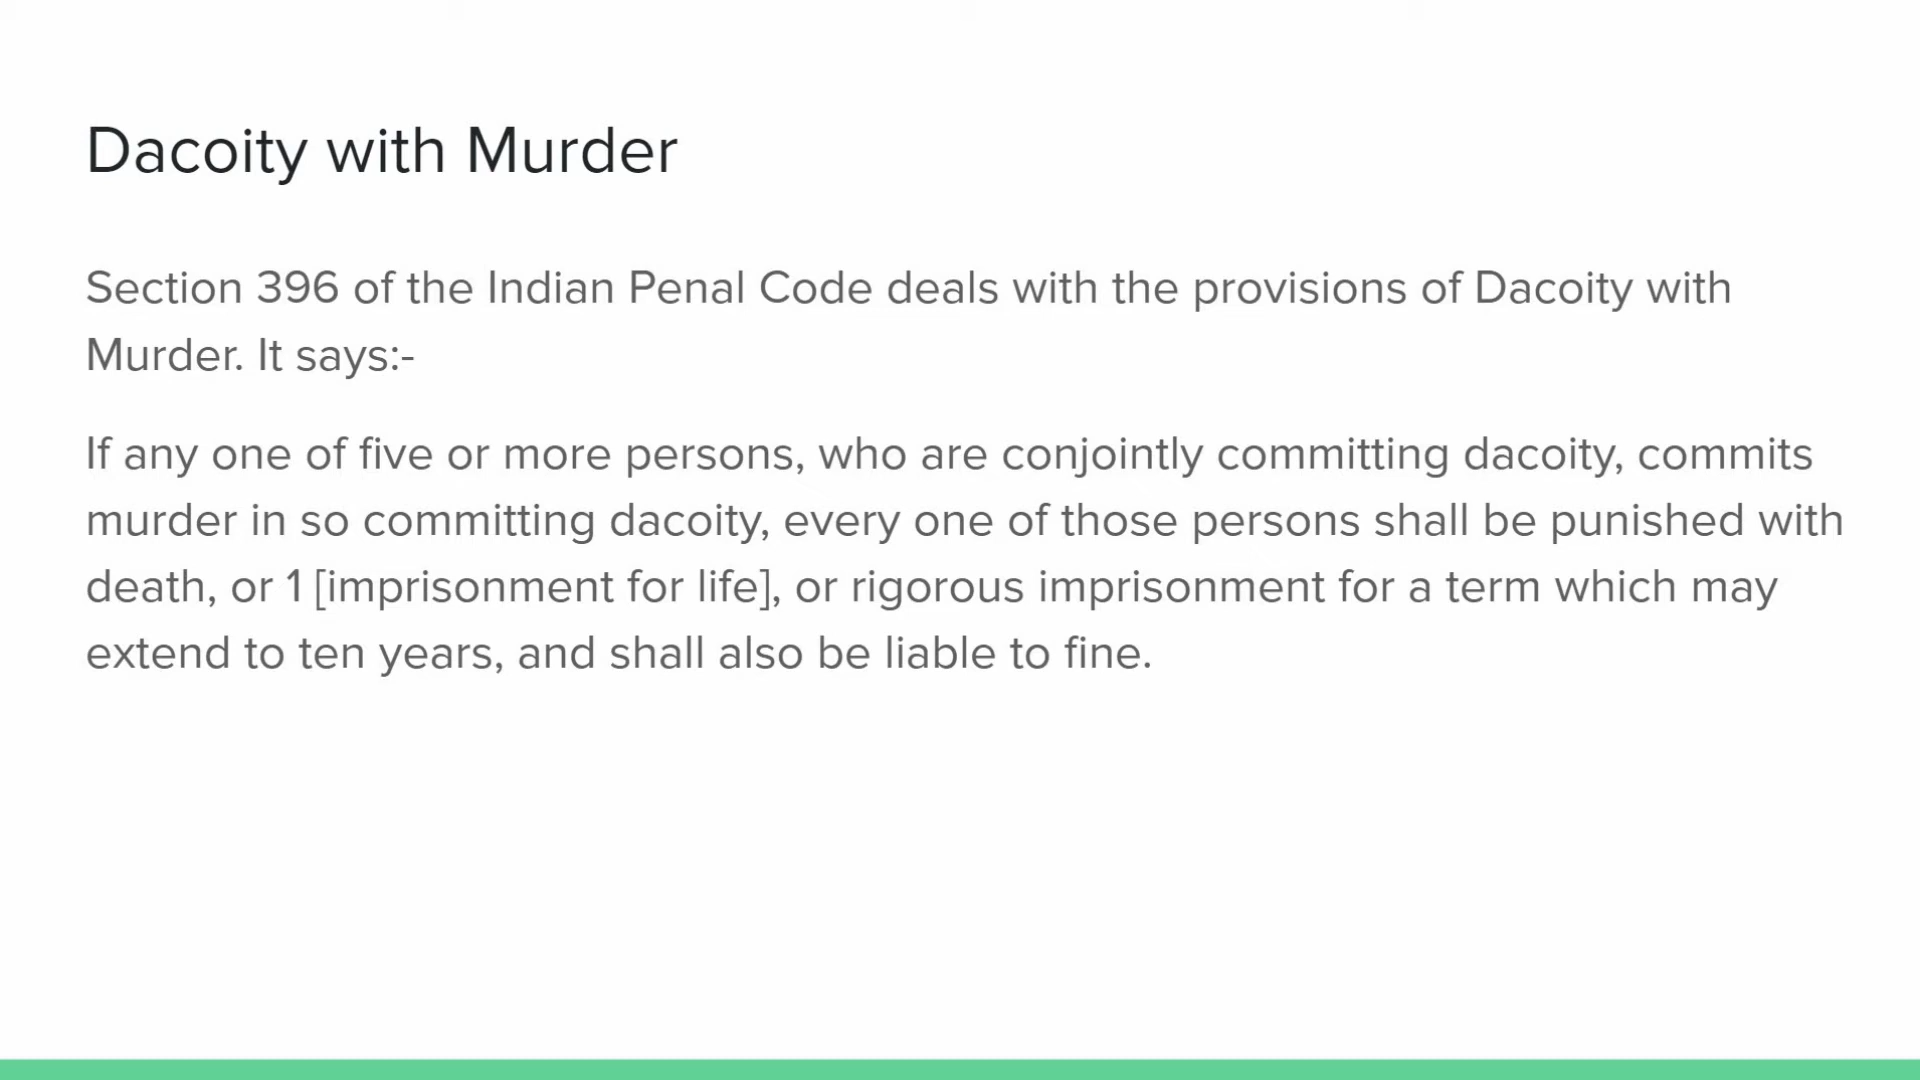 Dacoity with Murder
Section 396 of the Indian Penal Code deals with the provisions of Dacoity with
Murder. It says:-
If any one of five or more persons, who are conjointly committing dacoity, commits
murder in so committing dacoity, every one of those persons shall be punished with
death, or 1 [imprisonment for life], or rigorous imprisonment for a term which may
extend to ten years, and shall also be liable to fine.